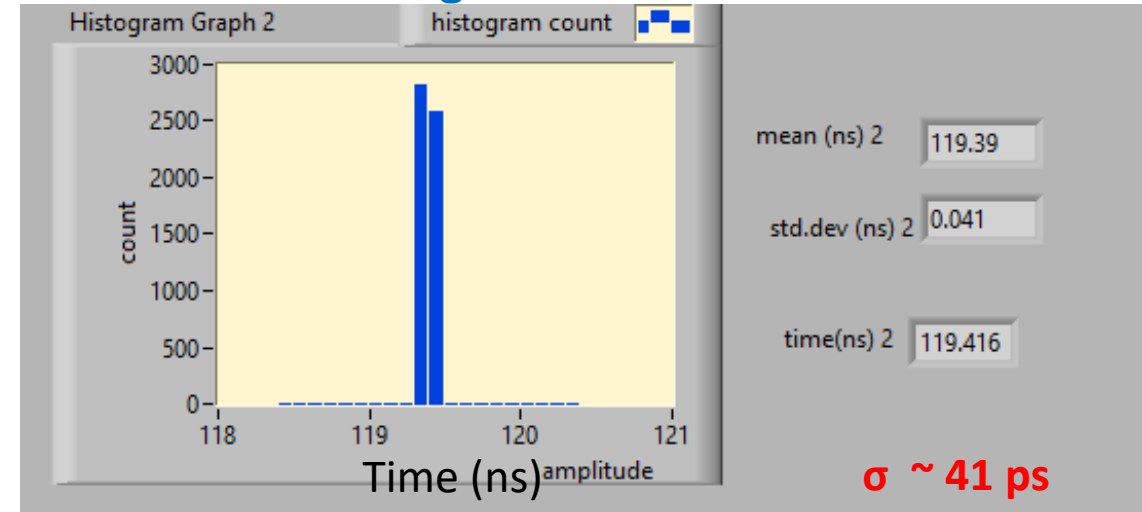 Histogram Graph 2
histogram count
3000
2500
2000
1500
1000
500
0
count
118 119 120 121
Time (ns)
amplitude
mean (ns) 2 119.39
std.dev (ns) 2 0.041
time(ns) 2 119.416
σ ~ 41 ps